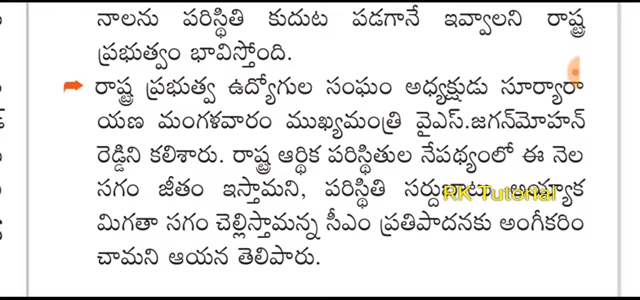 నాలను పరిస్థితి కుదుట పడగానే ఇవ్వాలని రాష్ట్ర
ప్రభుత్వం భావిస్తోంది.
రాష్ట్ర ప్రభుత్వ ఉద్యోగుల సంఘం అధ్యక్షుడు సూర్యారా
యణ మంగళవారం ముఖ్యమంత్రి వైఎస్.జగన్‌మోహన్
రెడ్డిని కలిశారు. రాష్ట్ర ఆర్థిక పరిస్థితుల నేపథ్యంలో ఈ నెల
సగం జీతం ఇస్తామని, పరిస్థితి సర్దుబాటు అయ్యాక
RK Tutorial
మిగతా సగం చెల్లిస్తామన్న సీఎం ప్రతిపాదనకు అంగీకరిం
చామని ఆయన తెలిపారు.